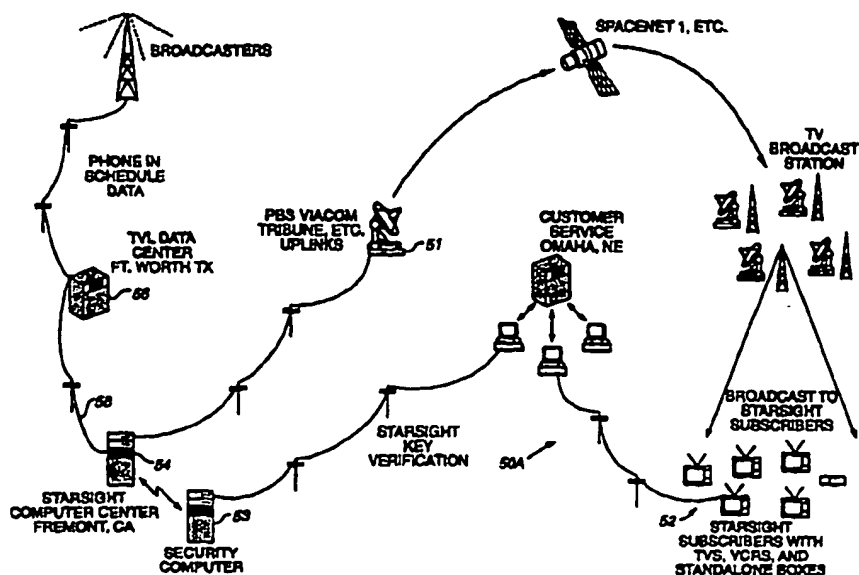 BROADCASTERS
SPACENET 1, ETC.
PHONE IN
SCHEDULE
DATA
TV
BROADCAST
STATION
PBS VIACOM
TRIBUNE, ETC.
UPLINKS
51
CUSTOMER
SERVICE
OMAHA, NE
TVL DATA
CENTER
FT. WORTH TX
56
58
54
STARSIGHT
COMPUTER CENTER
FREMONT, CA
53
SECURITY
COMPUTER
STARSIGHT
KEY
VERIFICATION
50A
BROADCAST TO
STARSIGHT
SUBSCRIBERS
52
STARSIGHT
SUBSCRIBERS WITH
TVS, VCRS, AND
STANDALONE BOXES